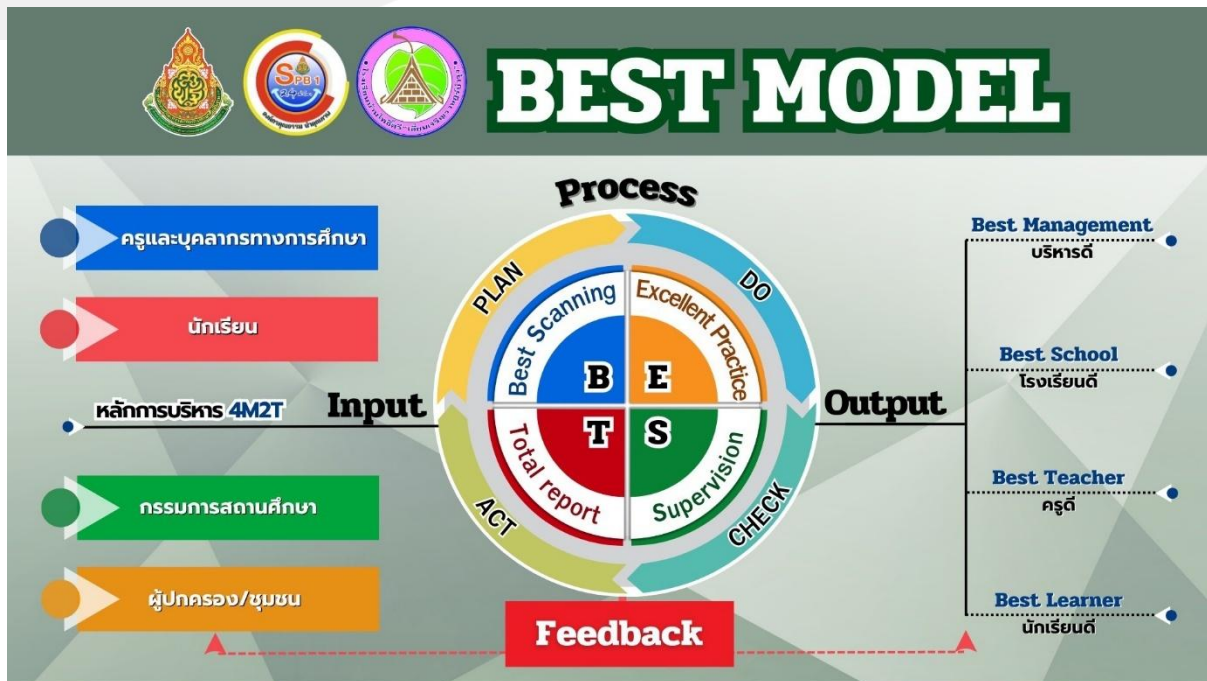 BEST MODEL
SPB 1
Process
ครูและบุคลากรทางการศึกษา
นักเรียน
หลักการบริหาร 4M2T
Input
กรรมการสถานศึกษา
ผู้ปกครอง/ชุมชน
PLAN
DO
CHECK
ACT
Best Scanning
Excellent Practice
Total report
Supervision
B E
T S
Output
Best Management
บริหารดี
Best School
โรงเรียนดี
Best Teacher
ครูดี
Best Learner
นักเรียนดี
Feedback